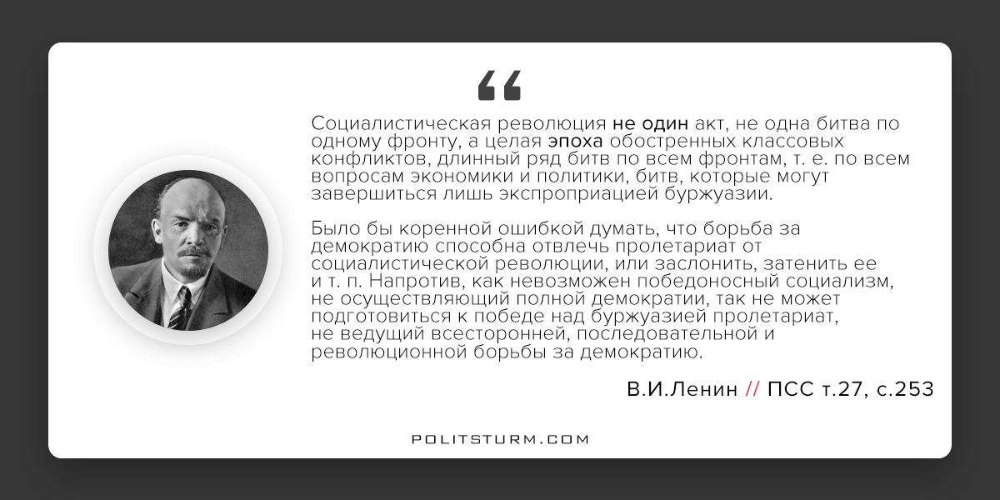 “
Социалистическая революция не один акт, не одна битва по
одному фронту, а целая эпоха обостренных классовых
конфликтов, длинный ряд битв по всем фронтам, т. е. по всем
вопросам экономики и политики, битв, которые могут
завершиться лишь экспроприацией буржуазии.
Было бы коренной ошибкой думать, что борьба за
демократию способна отвлечь пролетариат от
социалистической революции, или заслонить, затенить ее
и т. п. Напротив, как невозможен победоносный социализм,
не осуществляющий полной демократии, так не может
подготовиться к победе над буржуазией пролетариат,
не ведущий всесторонней, последовательной и
революционной борьбы за демократию.
В.И.Ленин // ПСС т.27, с.253
POLITSTURM.COM